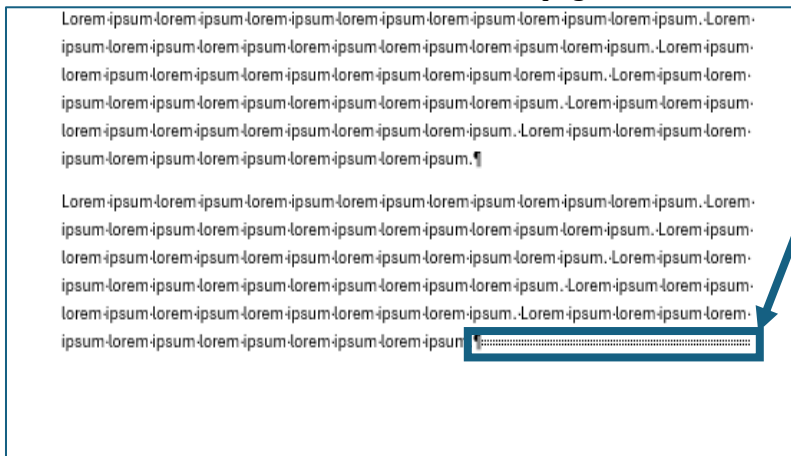 Lorem·ipsum·lorem·ipsum·lorem·ipsum·lorem·ipsum·lorem·ipsum·lorem·ipsum·lorem·ipsum.·Lorem·
ipsum·lorem·ipsum·lorem·ipsum·lorem·ipsum·lorem·ipsum·lorem·ipsum·lorem·ipsum.·Lorem·ipsum·
lorem·ipsum·lorem·ipsum·lorem·ipsum·lorem·ipsum·lorem·ipsum·lorem·ipsum.·Lorem·ipsum·lorem·
ipsum·lorem·ipsum·lorem·ipsum·lorem·ipsum·lorem·ipsum·lorem·ipsum.·Lorem·ipsum·lorem·ipsum·
lorem·ipsum·lorem·ipsum·lorem·ipsum·lorem·ipsum·lorem·ipsum.·Lorem·ipsum·lorem·ipsum·lorem·
ipsum·lorem·ipsum·lorem·ipsum·lorem·ipsum·lorem·ipsum.¶
Lorem·ipsum·lorem·ipsum·lorem·ipsum·lorem·ipsum·lorem·ipsum·lorem·ipsum·lorem·ipsum.·Lorem·
ipsum·lorem·ipsum·lorem·ipsum·lorem·ipsum·lorem·ipsum·lorem·ipsum·lorem·ipsum.·Lorem·ipsum·
lorem·ipsum·lorem·ipsum·lorem·ipsum·lorem·ipsum·lorem·ipsum·lorem·ipsum.·Lorem·ipsum·lorem·
ipsum·lorem·ipsum·lorem·ipsum·lorem·ipsum·lorem·ipsum·lorem·ipsum.·Lorem·ipsum·lorem·ipsum·
lorem·ipsum·lorem·ipsum·lorem·ipsum·lorem·ipsum·lorem·ipsum.·Lorem·ipsum·lorem·ipsum·lorem·
ipsum·lorem·ipsum·lorem·ipsum·lorem·ipsum·lorem·ipsum ¶